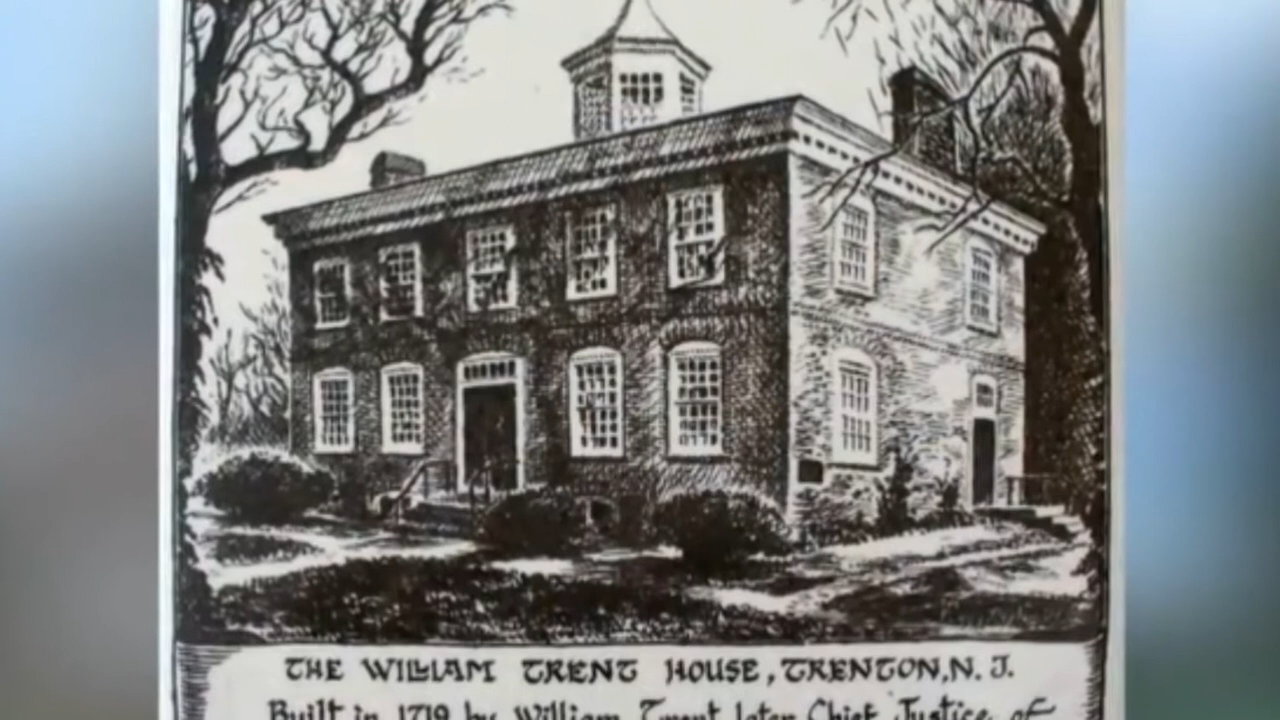 THE WILLIAM TRENT HOUSE, TRENTON, N. J.
Built in 1719 by William Trent later Chief Justice of